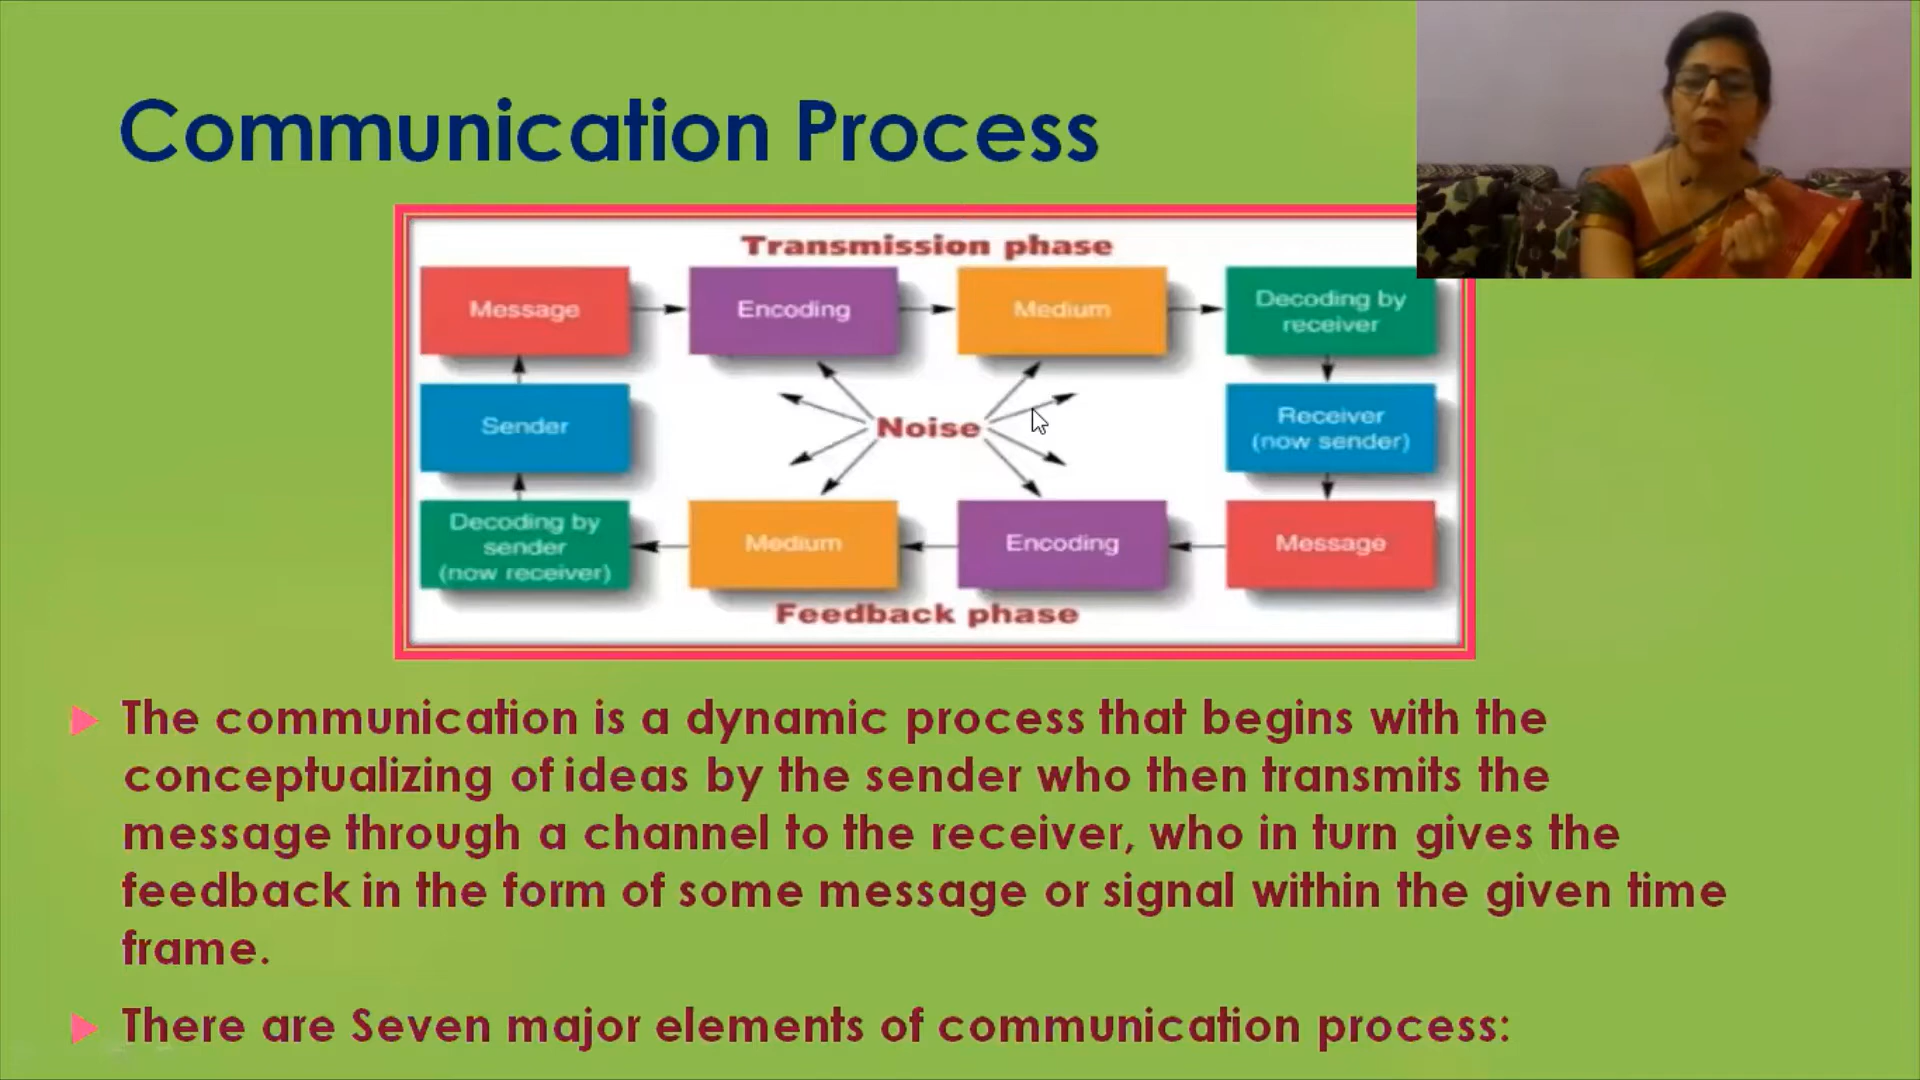 Communication Process
Transmission phase
Message
Encoding
Medium
Decoding by
receiver
Sender
Noise
Receiver
(now sender)
Decoding by
sender
(now receiver)
Medium
Encoding
Message
Feedback phase
The communication is a dynamic process that begins with the
conceptualizing of ideas by the sender who then transmits the
message through a channel to the receiver, who in turn gives the
feedback in the form of some message or signal within the given time
frame.
There are Seven major elements of communication process: